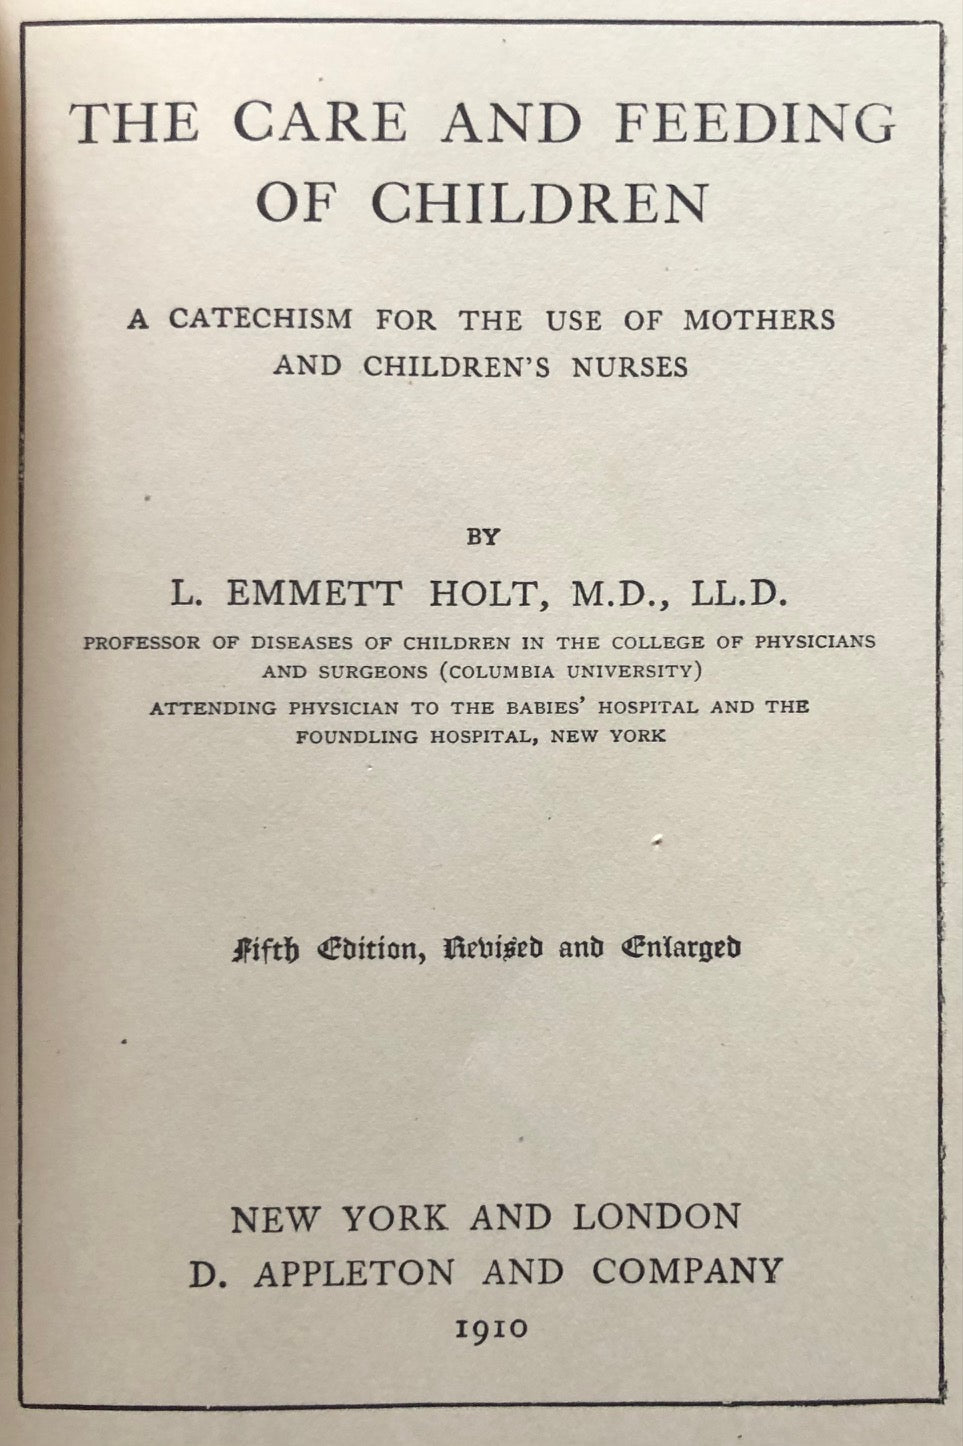 THE CARE AND FEEDING
OF CHILDREN
A CATECHISM FOR THE USE OF MOTHERS
AND CHILDREN'S NURSES
BY
L. EMMETT HOLT, M.D., LL.D.
PROFESSOR OF DISEASES OF CHILDREN IN THE COLLEGE OF PHYSICIANS
AND SURGEONS (COLUMBIA UNIVERSITY)
ATTENDING PHYSICIAN TO THE BABIES' HOSPITAL AND THE
FOUNDLING HOSPITAL, NEW YORK
Fifth Edition, Revised and Enlarged
NEW YORK AND LONDON
D. APPLETON AND COMPANY
1910